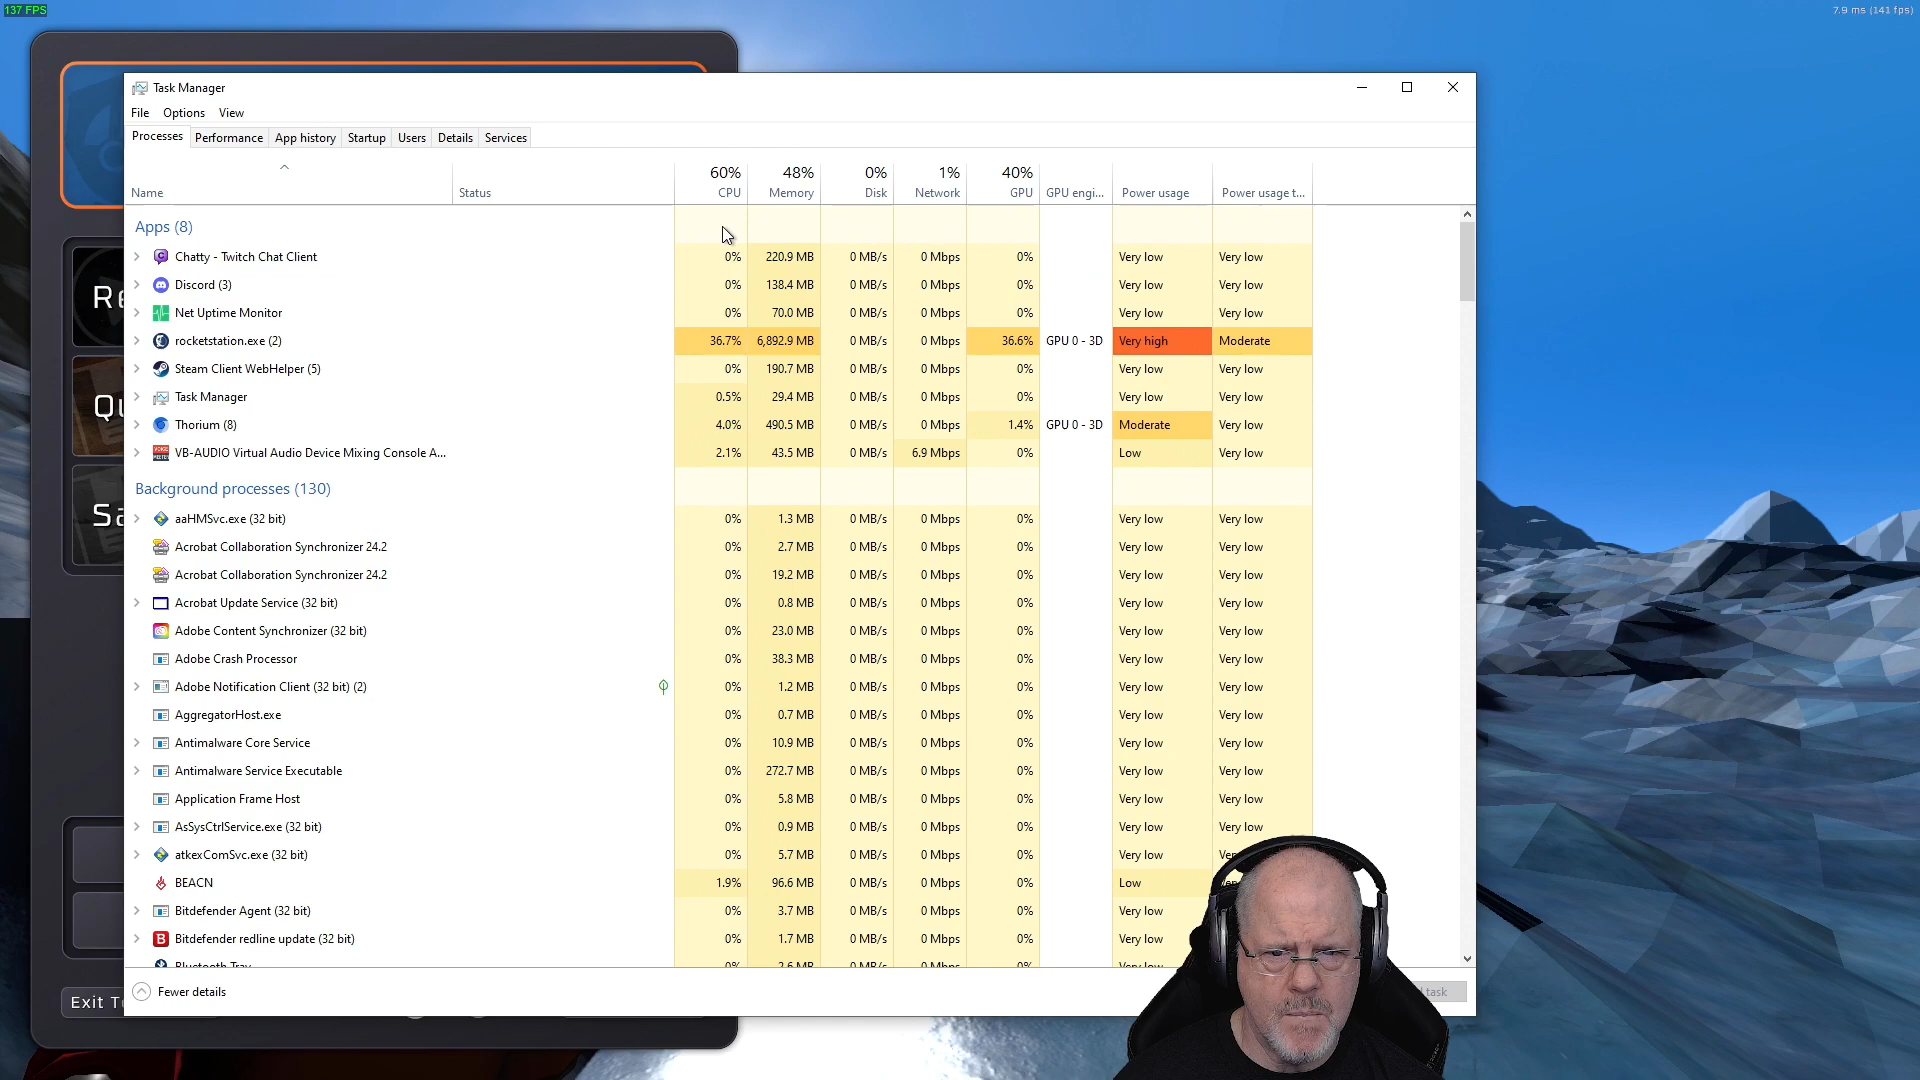 137 FPS
7.9 ms (141 fps)
Task Manager
File Options View
Processes Performance App history Startup Users Details Services
60% 48% 0% 1% 40%
Name Status CPU Memory Disk Network GPU GPU engi... Power usage Power usage t...
Apps (8)
Chatty - Twitch Chat Client 0% 220.9 MB 0 MB/s 0 Mbps 0% Very low Very low
Discord (3) 0% 138.4 MB 0 MB/s 0 Mbps 0% Very low Very low
Net Uptime Monitor 0% 70.0 MB 0 MB/s 0 Mbps 0% Very low Very low
rocketstation.exe (2) 36.7% 6,892.9 MB 0 MB/s 0 Mbps 36.6% GPU 0 - 3D Very high Moderate
Steam Client WebHelper (5) 0% 190.7 MB 0 MB/s 0 Mbps 0% Very low Very low
Task Manager 0.5% 29.4 MB 0 MB/s 0 Mbps 0% Very low Very low
Thorium (8) 4.0% 490.5 MB 0 MB/s 0 Mbps 1.4% GPU 0 - 3D Moderate Very low
VB-AUDIO Virtual Audio Device Mixing Console A... 2.1% 43.5 MB 0 MB/s 6.9 Mbps 0% Low Very low
Background processes (130)
aaHMSvc.exe (32 bit) 0% 1.3 MB 0 MB/s 0 Mbps 0% Very low Very low
Acrobat Collaboration Synchronizer 24.2 0% 2.7 MB 0 MB/s 0 Mbps 0% Very low Very low
Acrobat Collaboration Synchronizer 24.2 0% 19.2 MB 0 MB/s 0 Mbps 0% Very low Very low
Acrobat Update Service (32 bit) 0% 0.8 MB 0 MB/s 0 Mbps 0% Very low Very low
Adobe Content Synchronizer (32 bit) 0% 23.0 MB 0 MB/s 0 Mbps 0% Very low Very low
Adobe Crash Processor 0% 38.3 MB 0 MB/s 0 Mbps 0% Very low Very low
Adobe Notification Client (32 bit) (2) 0% 1.2 MB 0 MB/s 0 Mbps 0% Very low Very low
AggregatorHost.exe 0% 0.7 MB 0 MB/s 0 Mbps 0% Very low Very low
Antimalware Core Service 0% 10.9 MB 0 MB/s 0 Mbps 0% Very low Very low
Antimalware Service Executable 0% 272.7 MB 0 MB/s 0 Mbps 0% Very low Very low
Application Frame Host 0% 5.8 MB 0 MB/s 0 Mbps 0% Very low Very low
AsSysCtrlService.exe (32 bit) 0% 0.9 MB 0 MB/s 0 Mbps 0% Very low Very low
atkexComSvc.exe (32 bit) 0% 5.7 MB 0 MB/s 0 Mbps 0% Very low
BEACN 1.9% 96.6 MB 0 MB/s 0 Mbps 0% Low
Bitdefender Agent (32 bit) 0% 3.7 MB 0 MB/s 0 Mbps 0% Very low
Bitdefender redline update (32 bit) 0% 1.7 MB 0 MB/s 0 Mbps 0% Very low
Bluetooth Tray 0% 2.6 MB 0 MB/s 0 Mbps 0% Very low
Fewer details
task
Exit